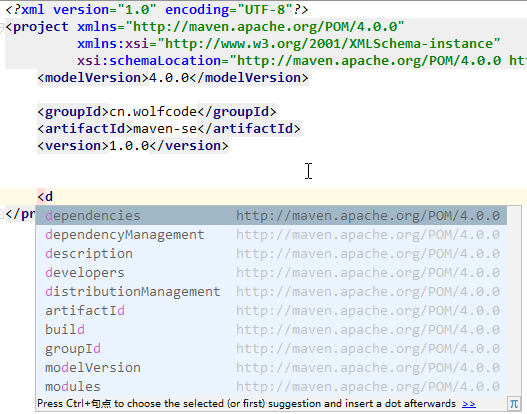 <?xml version="1.0" encoding="UTF-8"?>
<project xmlns="http://maven.apache.org/POM/4.0.0"
xmlns:xsi="http://www.w3.org/2001/XMLSchema-instance"
xsi:schemaLocation="http://maven.apache.org/POM/4.0.0 ht
<modelVersion>4.0.0</modelVersion>
<groupId>cn.wolfcode</groupId>
<artifactId>maven-se</artifactId>
<version>1.0.0</version>
<d
</pr
dependencies http://maven.apache.org/POM/4.0.0
dependencyManagement http://maven.apache.org/POM/4.0.0
description http://maven.apache.org/POM/4.0.0
developers http://maven.apache.org/POM/4.0.0
distributionManagement http://maven.apache.org/POM/4.0.0
artifactId http://maven.apache.org/POM/4.0.0
build http://maven.apache.org/POM/4.0.0
groupId http://maven.apache.org/POM/4.0.0
modelVersion http://maven.apache.org/POM/4.0.0
modules http://maven.apache.org/POM/4.0.0
Press Ctrl+句点 to choose the selected (or first) suggestion and insert a dot afterwards >> π